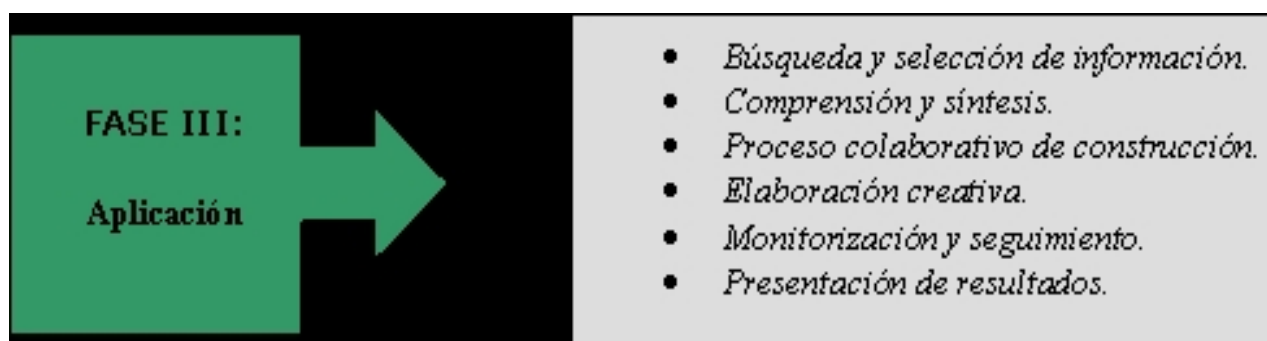 FASE III:
Aplicación
• Búsqueda y selección de información.
• Comprensión y síntesis.
• Proceso colaborativo de construcción.
• Elaboración creativa.
• Monitorización y seguimiento.
• Presentación de resultados.